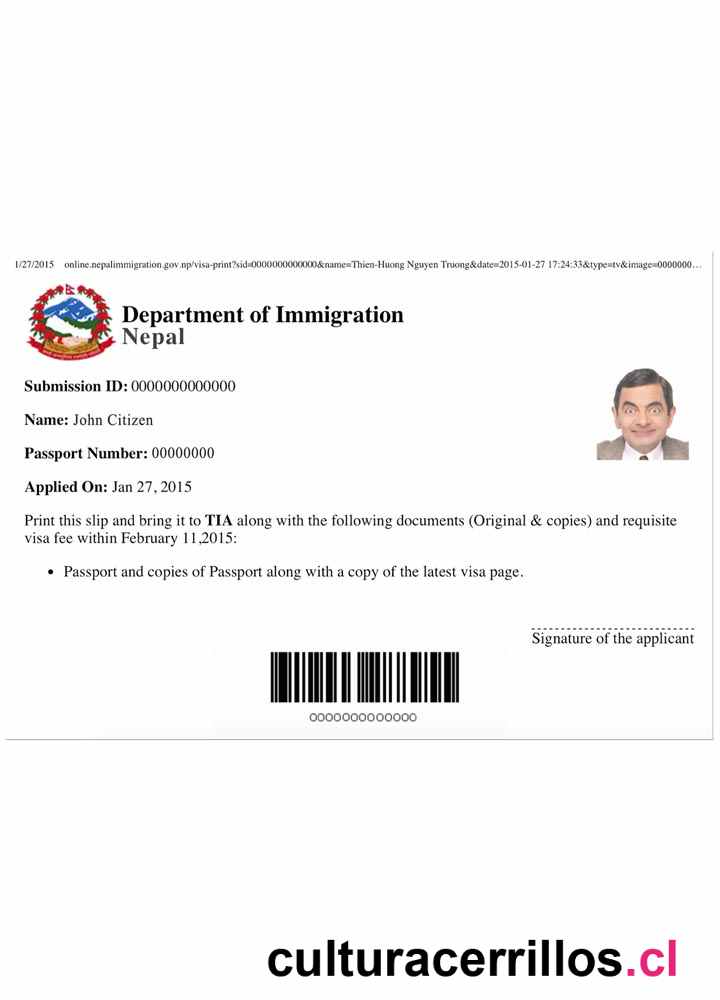 1/27/2015 online.nepalimmigration.gov.np/visa-print?sid=0000000000000&name=Thien-Huong Nguyen Truong&date=2015-01-27 17:24:33&type=tv&image=0000000…
Department of Immigration
Nepal
Submission ID: 0000000000000
Name: John Citizen
Passport Number: 00000000
Applied On: Jan 27, 2015
Print this slip and bring it to TIA along with the following documents (Original & copies) and requisite
visa fee within February 11,2015:
• Passport and copies of Passport along with a copy of the latest visa page.
Signature of the applicant
0000000000000
culturacerrillos.cl